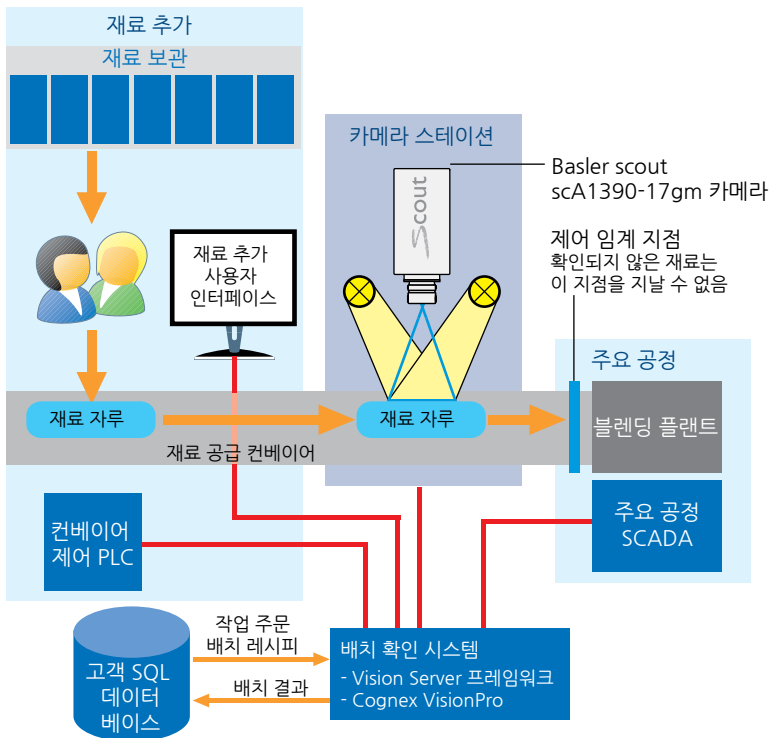 재료 추가
재료 보관
카메라 스테이션
Scout
Basler scout
scA1390-17gm 카메라
제어 임계 지점
확인되지 않은 재료는
이 지점을 지날 수 없음
재료 추가
사용자
인터페이스
주요 공정
재료 자루
재료 자루
블렌딩 플랜트
재료 공급 컨베이어
컨베이어
제어 PLC
주요 공정
SCADA
작업 주문
배치 레시피
배치 결과
고객 SQL
데이터
베이스
배치 확인 시스템
- Vision Server 프레임워크
- Cognex VisionPro